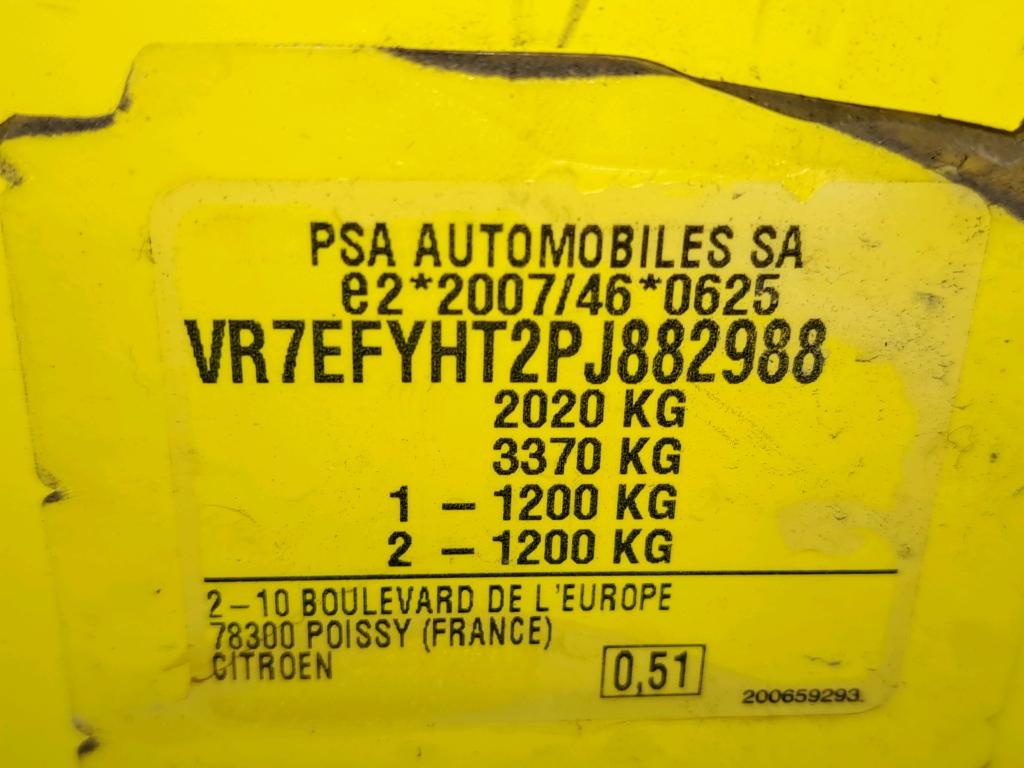 PSA AUTOMOBILES SA
e2*2007/46*0625
VR7EFYHT2PJ882988
2020 KG
3370 KG
1 – 1200 KG
2 – 1200 KG
2–10 BOULEVARD DE L'EUROPE
78300 POISSY (FRANCE)
CITROEN
0,51
200659293